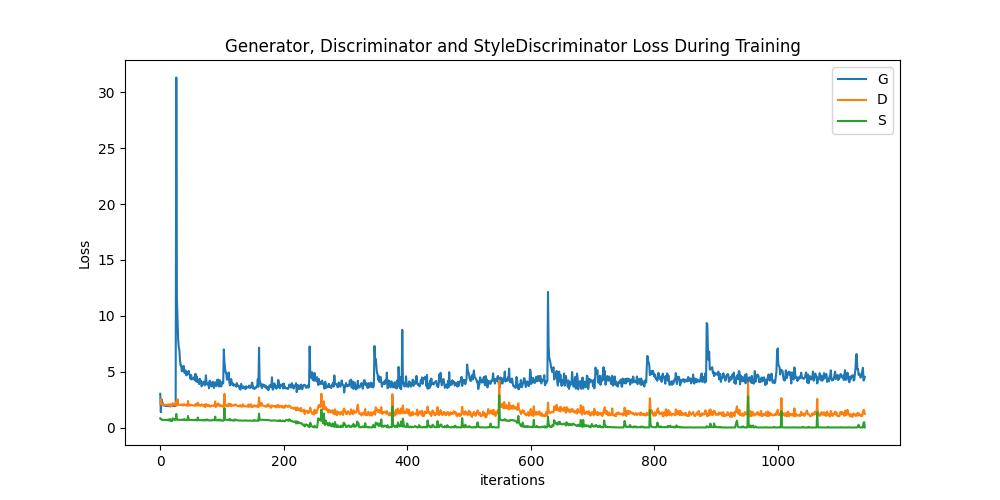 Generator, Discriminator and StyleDiscriminator Loss During Training
G
D
S
30
25
20
15
10
5
0
Loss
0 200 400 600 800 1000
iterations